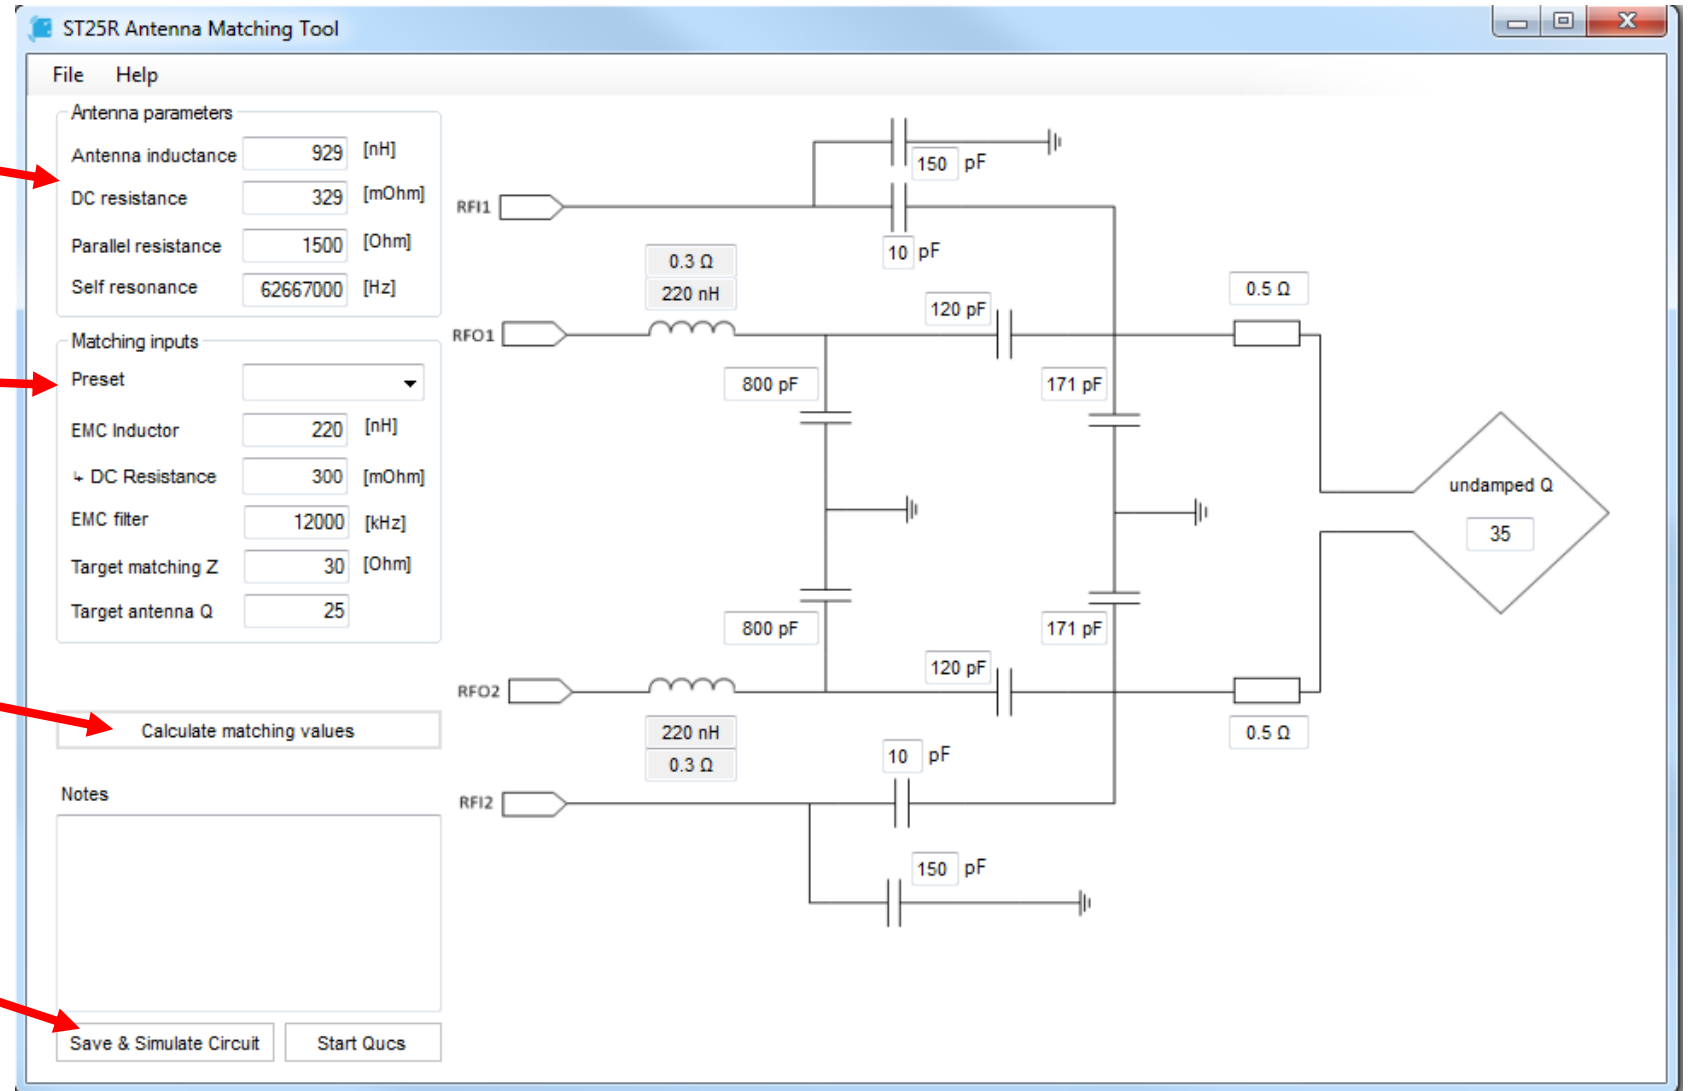 ST25R Antenna Matching Tool
File Help
Antenna parameters
Antenna inductance 929 [nH]
DC resistance 329 [mOhm]
Parallel resistance 1500 [Ohm]
Self resonance 62667000 [Hz]
Matching inputs
Preset
EMC Inductor 220 [nH]
↳ DC Resistance 300 [mOhm]
EMC filter 12000 [kHz]
Target matching Z 30 [Ohm]
Target antenna Q 25
Calculate matching values
Notes
Save & Simulate Circuit Start Qucs
150 pF
RFI1
10 pF
0.3 Ω
220 nH
120 pF
0.5 Ω
RFO1
800 pF
171 pF
undamped Q
35
800 pF
171 pF
120 pF
RFO2
220 nH
0.3 Ω
0.5 Ω
10 pF
RFI2
150 pF